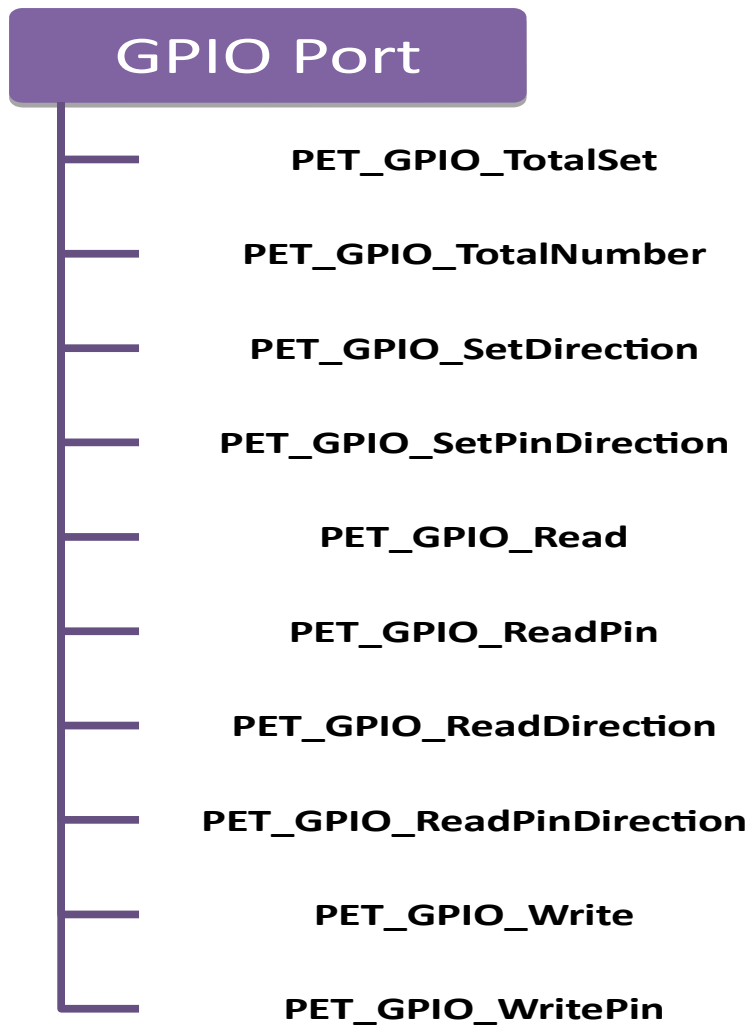 GPIO Port
PET_GPIO_TotalSet
PET_GPIO_TotalNumber
PET_GPIO_SetDirection
PET_GPIO_SetPinDirection
PET_GPIO_Read
PET_GPIO_ReadPin
PET_GPIO_ReadDirection
PET_GPIO_ReadPinDirection
PET_GPIO_Write
PET_GPIO_WritePin